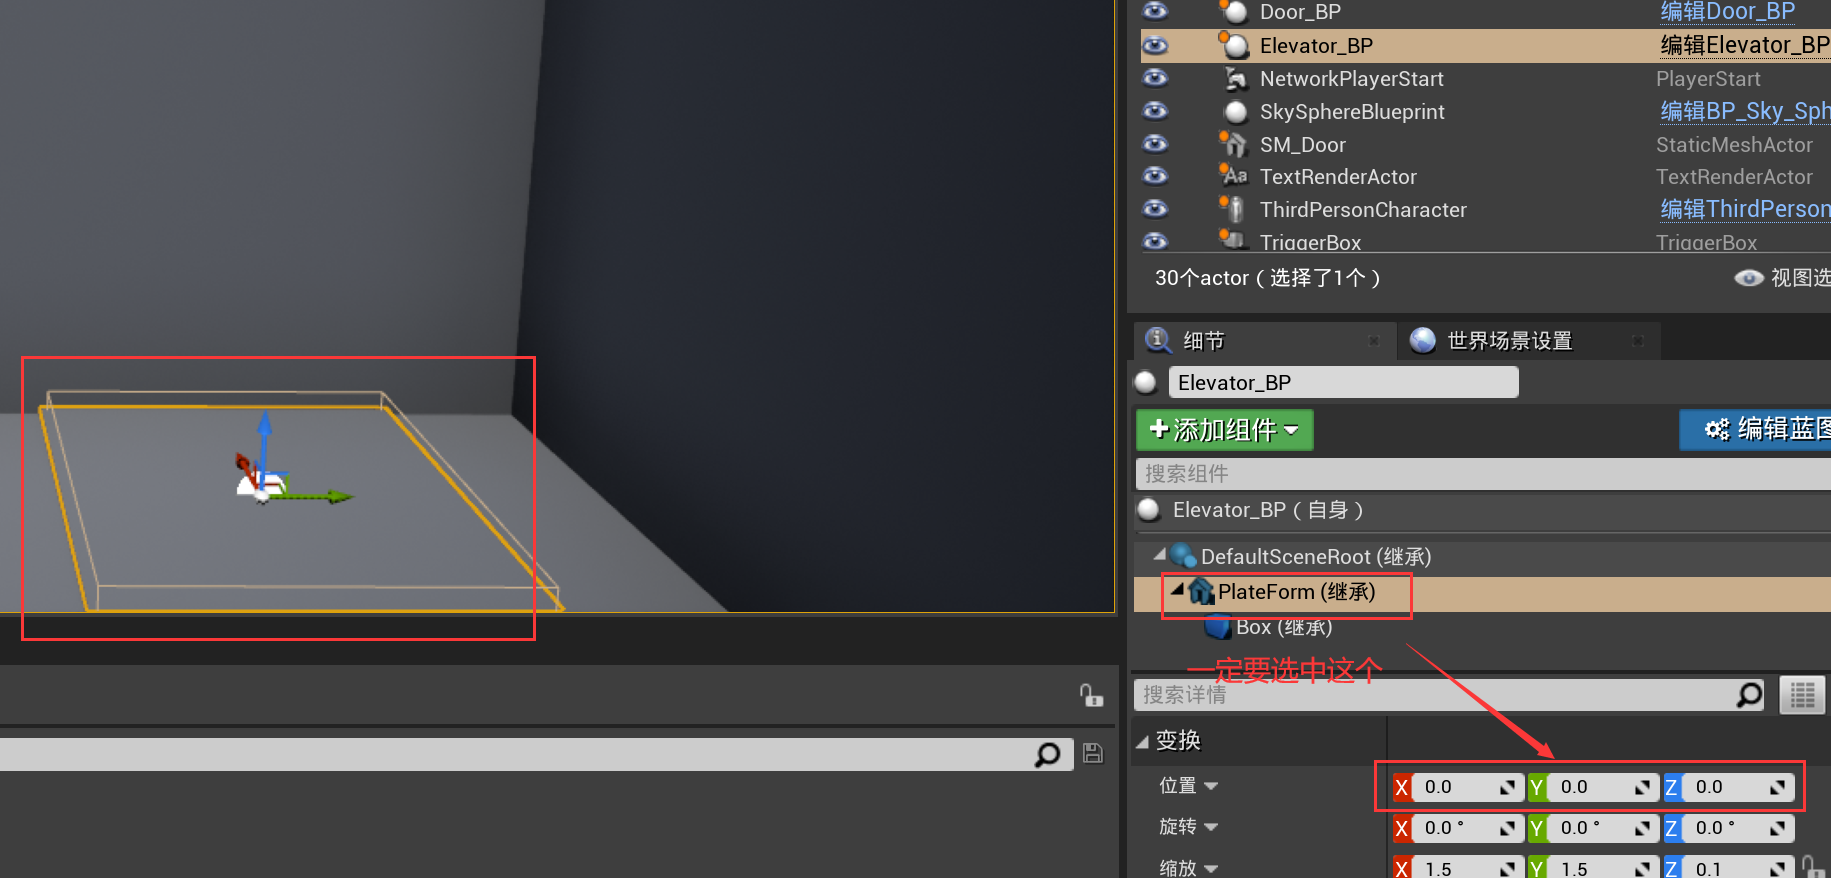 Door_BP 编辑Door_BP
Elevator_BP 编辑Elevator_BP
NetworkPlayerStart PlayerStart
SkySphereBlueprint 编辑BP_Sky_Sph
SM_Door StaticMeshActor
TextRenderActor TextRenderActor
ThirdPersonCharacter 编辑ThirdPerson
TriggerBox TriggerBox
30个actor（选择了1个） 视图选
细节 世界场景设置
Elevator_BP
添加组件 编辑蓝图
搜索组件
Elevator_BP（自身）
DefaultSceneRoot (继承)
PlateForm (继承)
Box (继承)
一定要选中这个
搜索详情
变换
位置 X 0.0 Y 0.0 Z 0.0
旋转 X 0.0 ° Y 0.0 ° Z 0.0 °
缩放 X 1.5 Y 1.5 Z 0.1